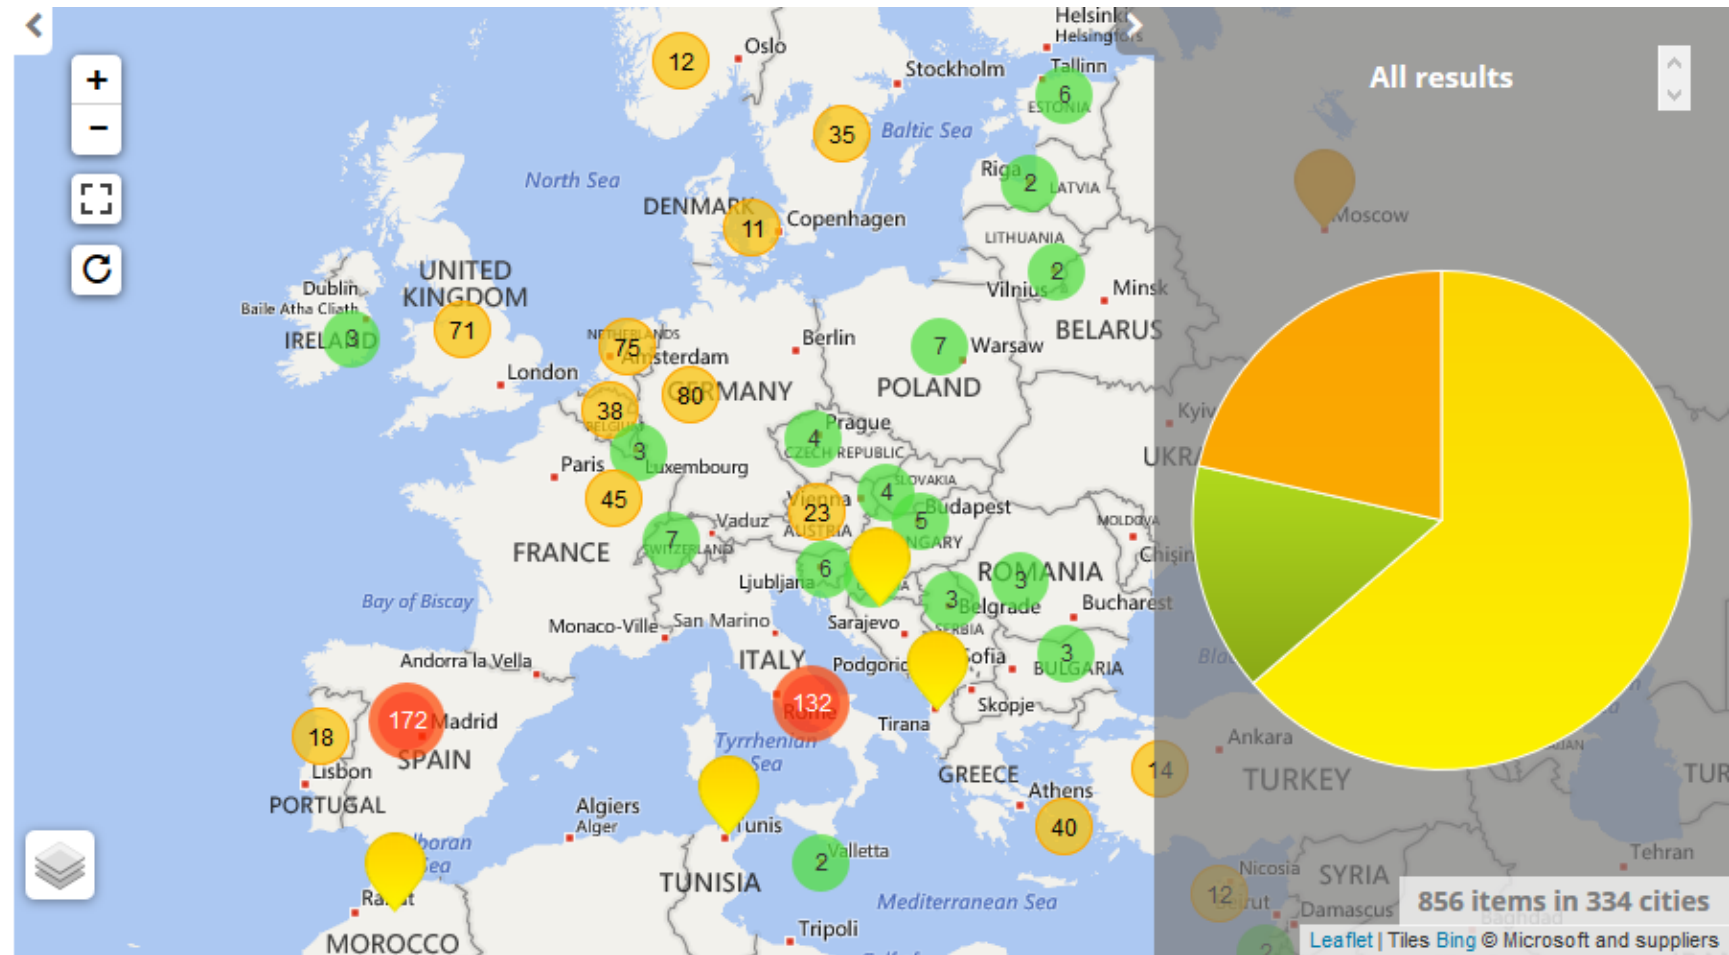 Helsinki
Helsingfors
Oslo
12
Stockholm
Tallinn
6
ESTONIA
All results
+
−
35
Baltic Sea
North Sea
Riga
2
LATVIA
DENMARK
11
Copenhagen
Moscow
LITHUANIA
2
Vilnius
Minsk
UNITED
KINGDOM
Dublin
Baile Atha Cliath
IRELAND
3
71
NETHERLANDS
75
Amsterdam
Berlin
7
Warsaw
BELARUS
London
GERMANY
80
POLAND
38
BELGIUM
Kyiv
4
Prague
CZECH REPUBLIC
3
Luxembourg
Paris
45
4
SLOVAKIA
Vienna
23
AUSTRIA
5
Budapest
MOLDOVA
Vaduz
7
SWITZERLAND
FRANCE
6
Ljubljana
3
ROMANIA
3
Belgrade
SERBIA
Bucharest
Bay of Biscay
Monaco-Ville
San Marino
Sarajevo
Andorra la Vella
ITALY
Sofia
3
BULGARIA
172
Madrid
SPAIN
132
Rome
Tirana
Skopje
18
Lisbon
PORTUGAL
Tyrrhenian
Sea
GREECE
Athens
40
14
Ankara
TURKEY
Algiers
Alger
Tunis
2
Valletta
TUNISIA
Mediterranean Sea
Rabat
MOROCCO
Tripoli
Nicosia
12
Beirut
SYRIA
Damascus
Tehran
Baghdad
2
856 items in 334 cities
Leaflet | Tiles Bing © Microsoft and suppliers